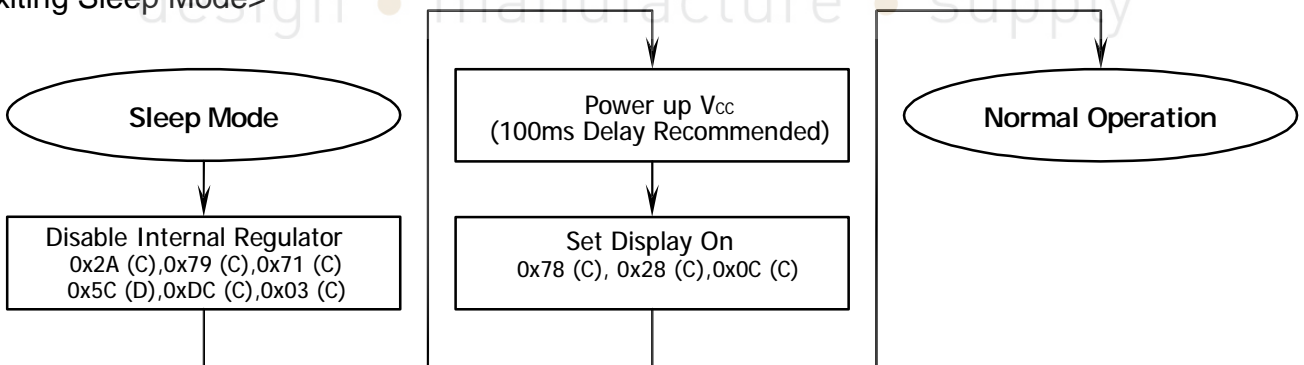 xiting Sleep Mode>
design • manufacture • supply
Sleep Mode
Disable Internal Regulator
0x2A (C),0x79 (C),0x71 (C)
0x5C (D),0xDC (C),0x03 (C)
Power up Vcc
(100ms Delay Recommended)
Set Display On
0x78 (C), 0x28 (C),0x0C (C)
Normal Operation